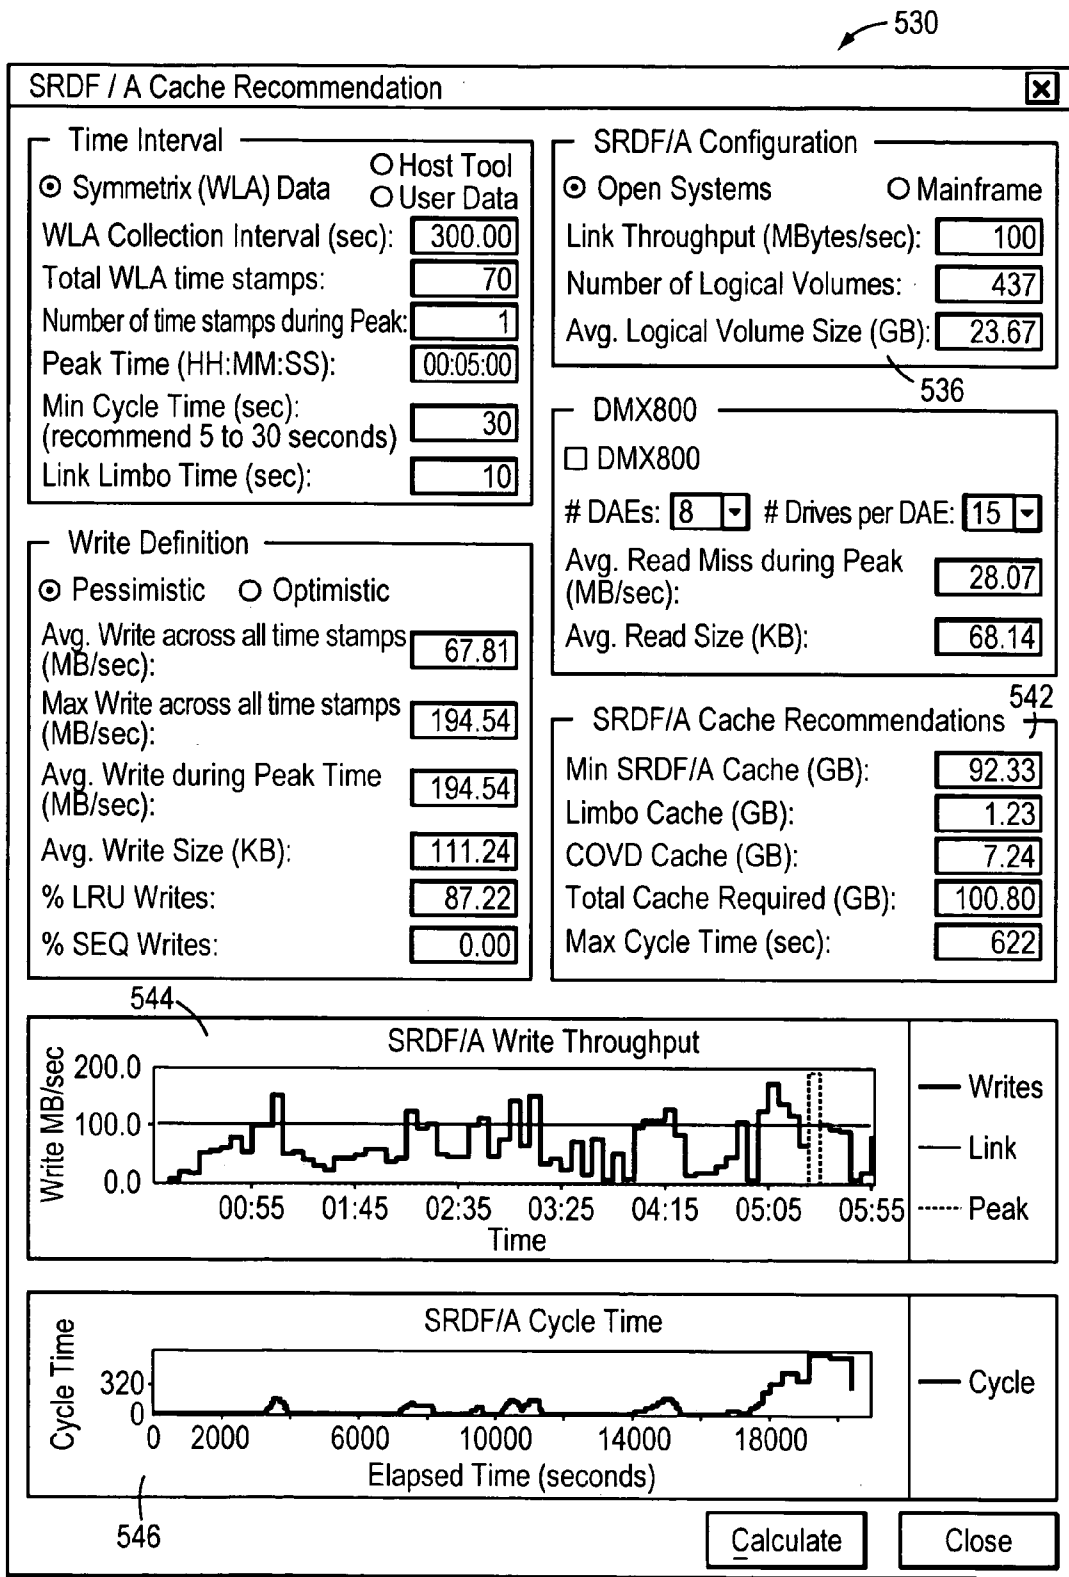 530
SRDF / A Cache Recommendation
Time Interval
Symmetrix (WLA) Data
Host Tool
User Data
WLA Collection Interval (sec): 300.00
Total WLA time stamps: 70
Number of time stamps during Peak: 1
Peak Time (HH:MM:SS): 00:05:00
Min Cycle Time (sec):
(recommend 5 to 30 seconds) 30
Link Limbo Time (sec): 10
SRDF/A Configuration
Open Systems Mainframe
Link Throughput (MBytes/sec): 100
Number of Logical Volumes: 437
Avg. Logical Volume Size (GB): 23.67
536
DMX800
DMX800
# DAEs: 8 # Drives per DAE: 15
Avg. Read Miss during Peak
(MB/sec): 28.07
Avg. Read Size (KB): 68.14
Write Definition
Pessimistic Optimistic
Avg. Write across all time stamps
(MB/sec): 67.81
Max Write across all time stamps
(MB/sec): 194.54
Avg. Write during Peak Time
(MB/sec): 194.54
Avg. Write Size (KB): 111.24
% LRU Writes: 87.22
% SEQ Writes: 0.00
542
SRDF/A Cache Recommendations
Min SRDF/A Cache (GB): 92.33
Limbo Cache (GB): 1.23
COVD Cache (GB): 7.24
Total Cache Required (GB): 100.80
Max Cycle Time (sec): 622
544
SRDF/A Write Throughput
Write MB/sec
200.0
100.0
0.0
00:55 01:45 02:35 03:25 04:15 05:05 05:55
Time
Writes
Link
Peak
SRDF/A Cycle Time
Cycle Time
320
0
0 2000 6000 10000 14000 18000
Elapsed Time (seconds)
Cycle
546
Calculate Close